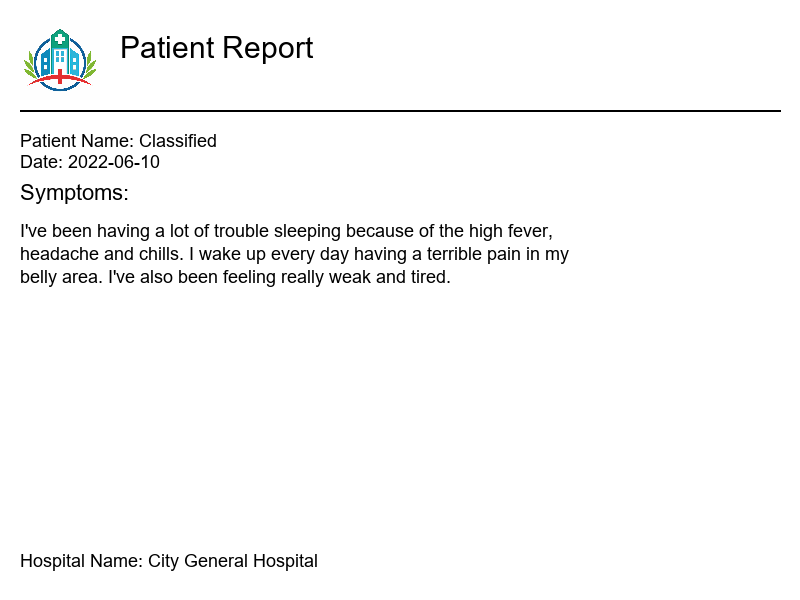 Patient Report
Patient Name: Classified
Date: 2022-06-10
Symptoms:
I've been having a lot of trouble sleeping because of the high fever,
headache and chills. I wake up every day having a terrible pain in my
belly area. I've also been feeling really weak and tired.
Hospital Name: City General Hospital